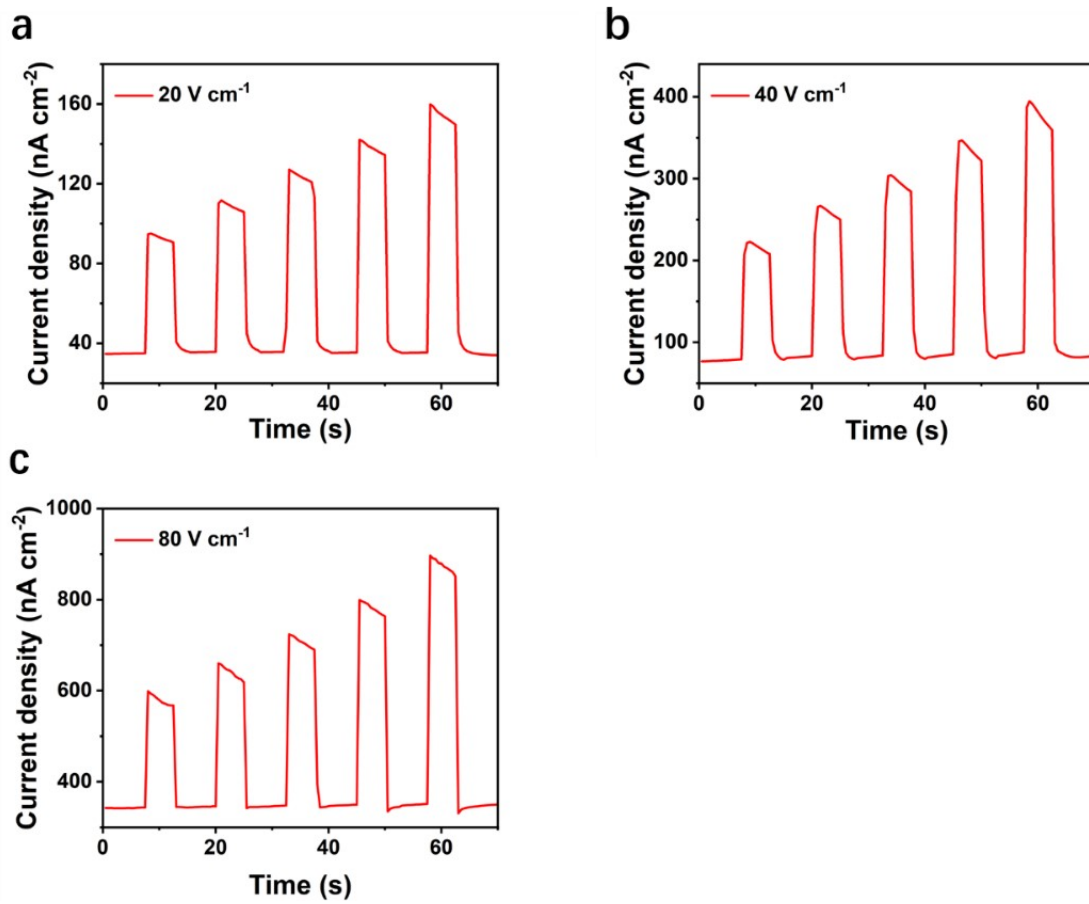 a
20 V cm⁻¹
160
120
80
40
0
20
40
60
Current density (nA cm⁻²)
Time (s)
b
40 V cm⁻¹
400
300
200
100
0
20
40
60
Current density (nA cm⁻²)
Time (s)
c
80 V cm⁻¹
1000
800
600
400
0
20
40
60
Current density (nA cm⁻²)
Time (s)